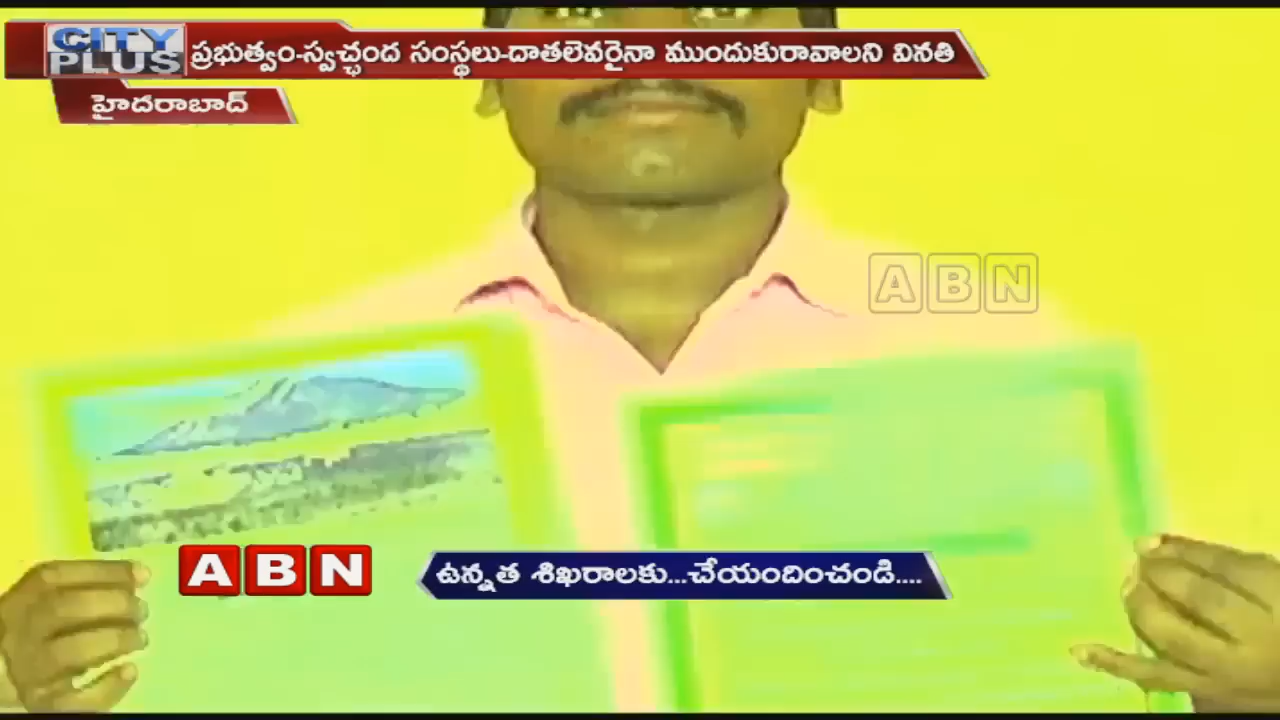 CITY PLUS
ప్రభుత్వం-స్వచ్ఛంద సంస్థలు-దాతలెవరైనా ముందుకురావాలని వినతి
హైదరాబాద్
ABN
ABN
ఉన్నత శిఖరాలకు...చేయందించండి....